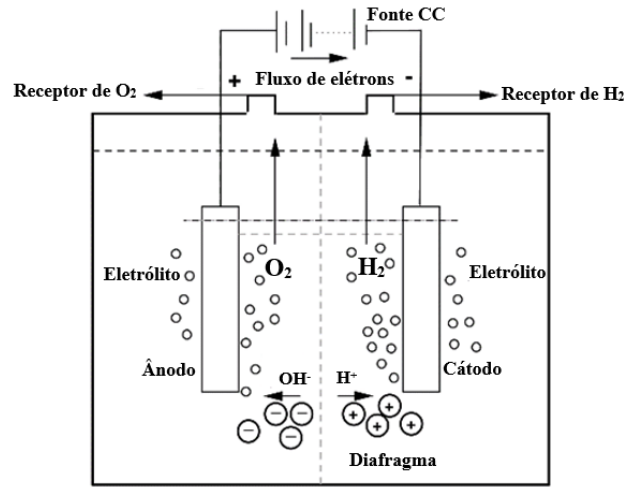 Fonte CC
+ Fluxo de elétrons -
Receptor de O₂
Receptor de H₂
O₂
H₂
Eletrólito
Eletrólito
Ânodo
Cátodo
OH⁻
H⁺
− − − −
+ + + +
Diafragma